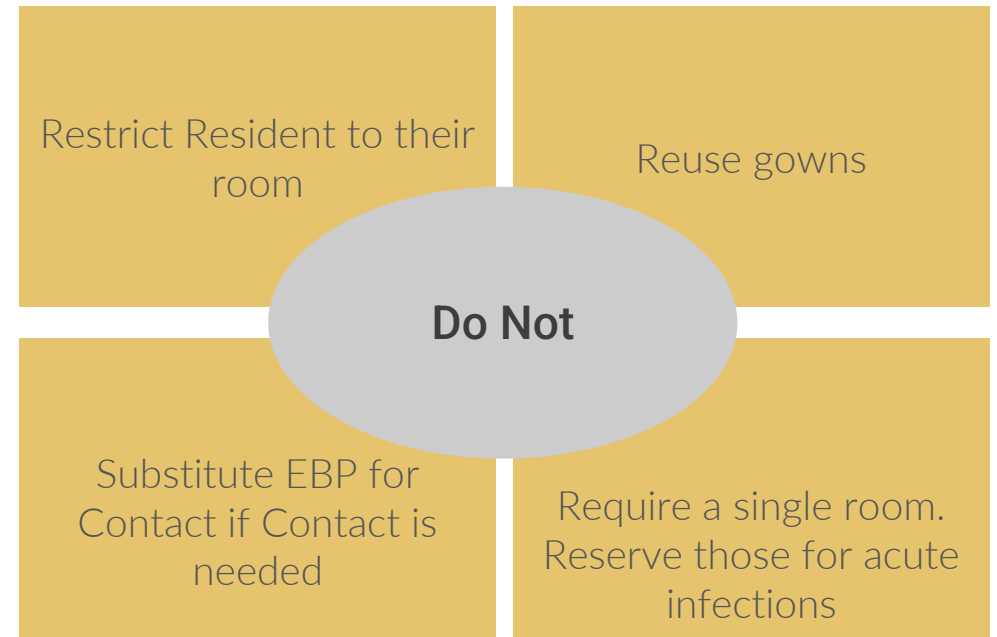 Restrict Resident to their
room
Reuse gowns
Do Not
Substitute EBP for
Contact if Contact is
needed
Require a single room.
Reserve those for acute
infections